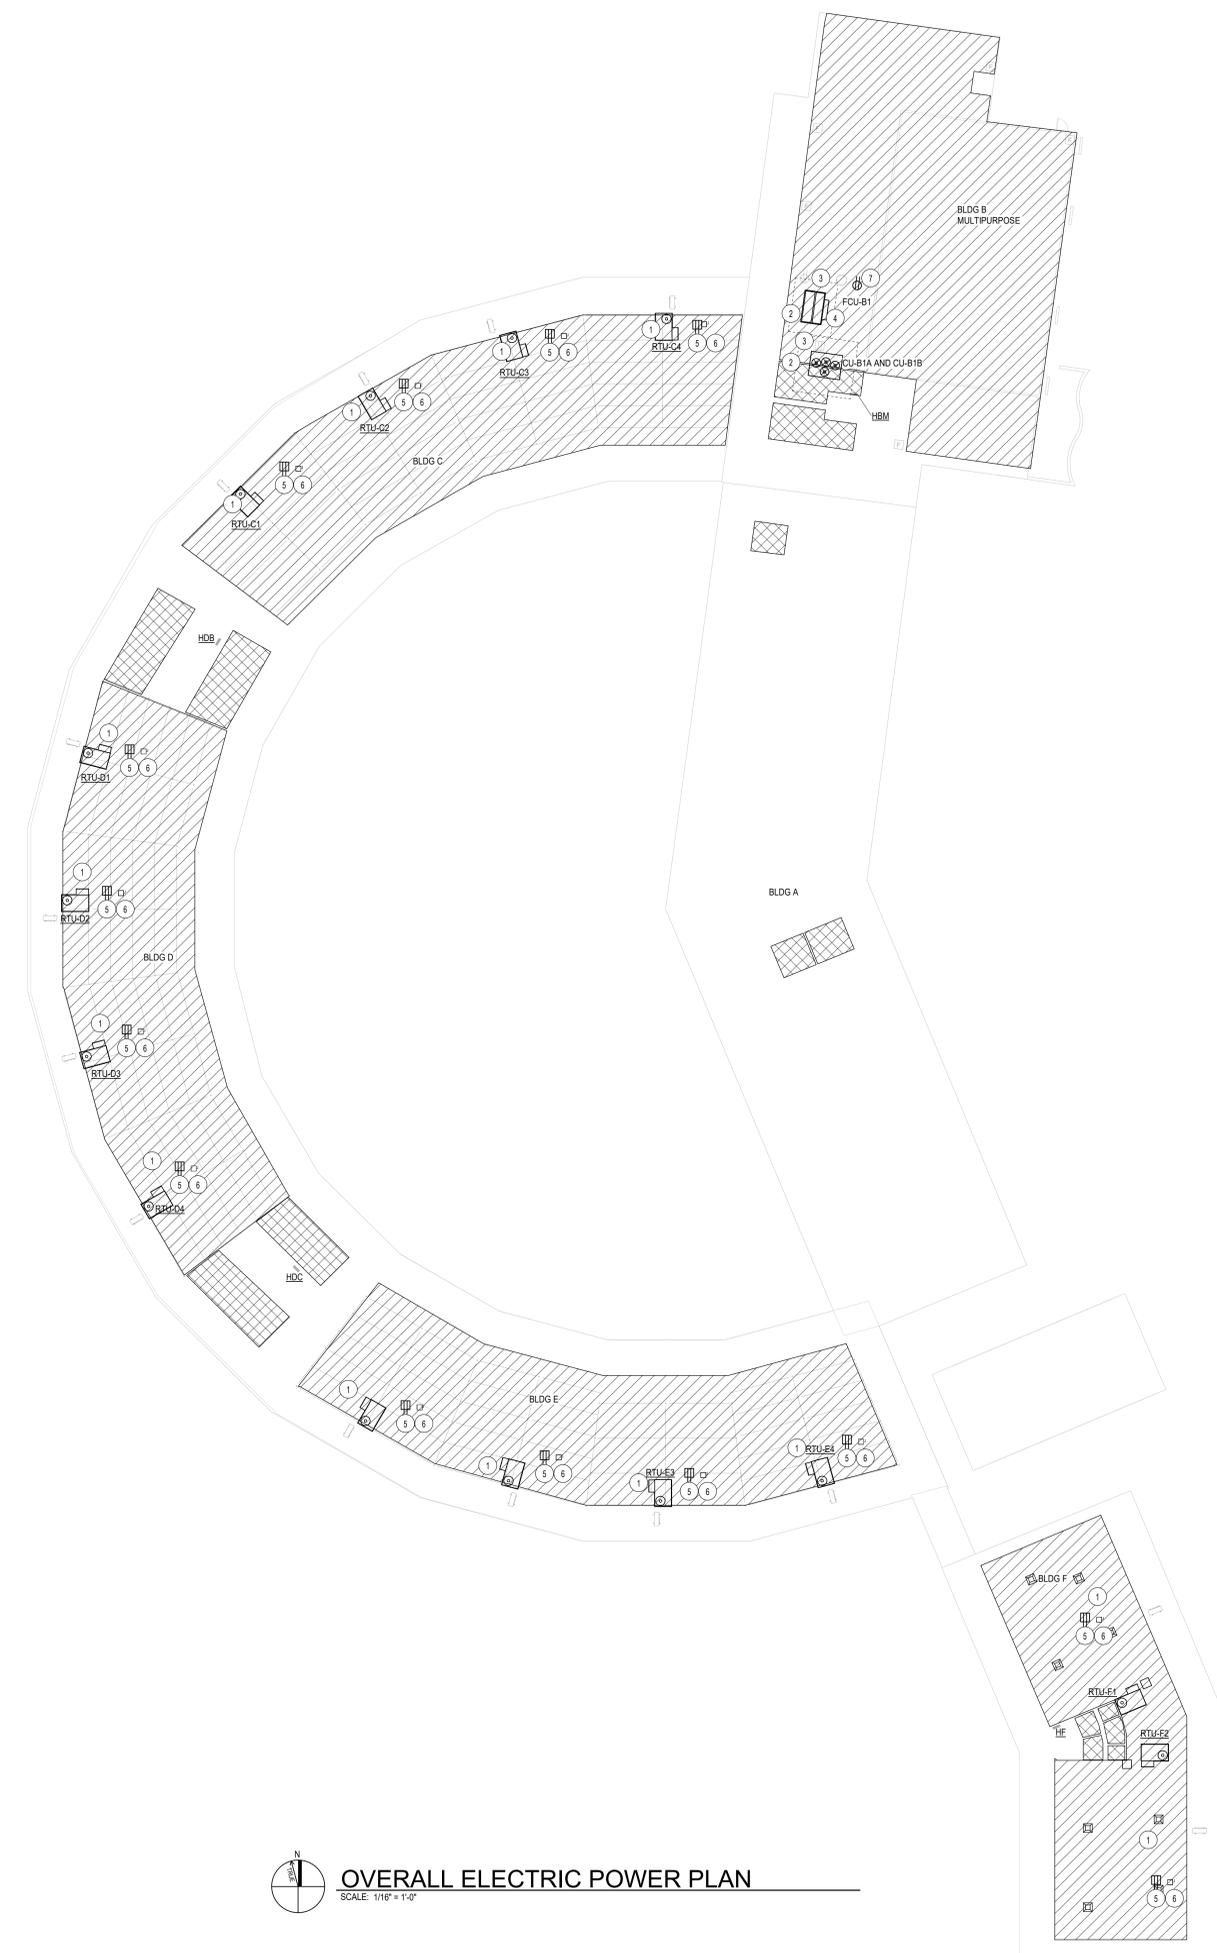 BLDG B
MULTIPURPOSE
3
7
FCU-B1
2
4
3
2
CU-B1A AND CU-B1B
HBM
1
RTU-C4
5 6
1
RTU-C3
5 6
1
RTU-C2
5 6
BLDG C
1
RTU-C1
5 6
HDB
1
RTU-D1
5 6
1
RTU-D2
5 6
BLDG A
BLDG D
1
RTU-D3
5 6
1
RTU-D4
5 6
HDC
1
5 6
BLDG E
1
5 6
1
RTU-E3
5 6
1
RTU-E4
5 6
BLDG F
1
5 6
RTU-F1
HF
RTU-F2
1
5 6
N
TRUE
OVERALL ELECTRIC POWER PLAN
SCALE: 1/16" = 1'-0"